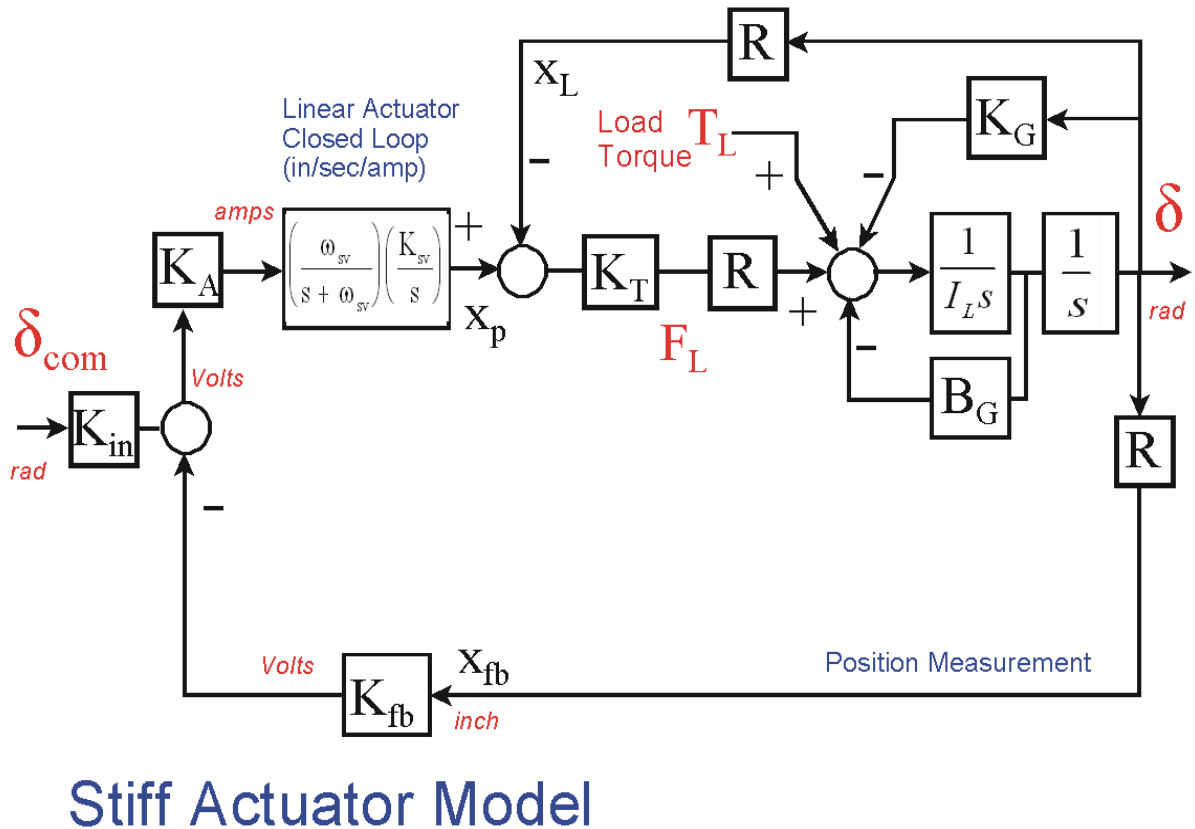 R
x_L
Linear Actuator
Closed Loop
(in/sec/amp)
Load
Torque T_L
K_G
–
+
–
δ
amps
+
K_A
(ω_sv / (s + ω_sv)) (K_sv / s)
x_p
K_T
R
+
F_L
1 / (I_L s)
1 / s
rad
–
B_G
δ_com
Volts
K_in
rad
R
–
Volts
K_fb
x_fb
inch
Position Measurement
Stiff Actuator Model